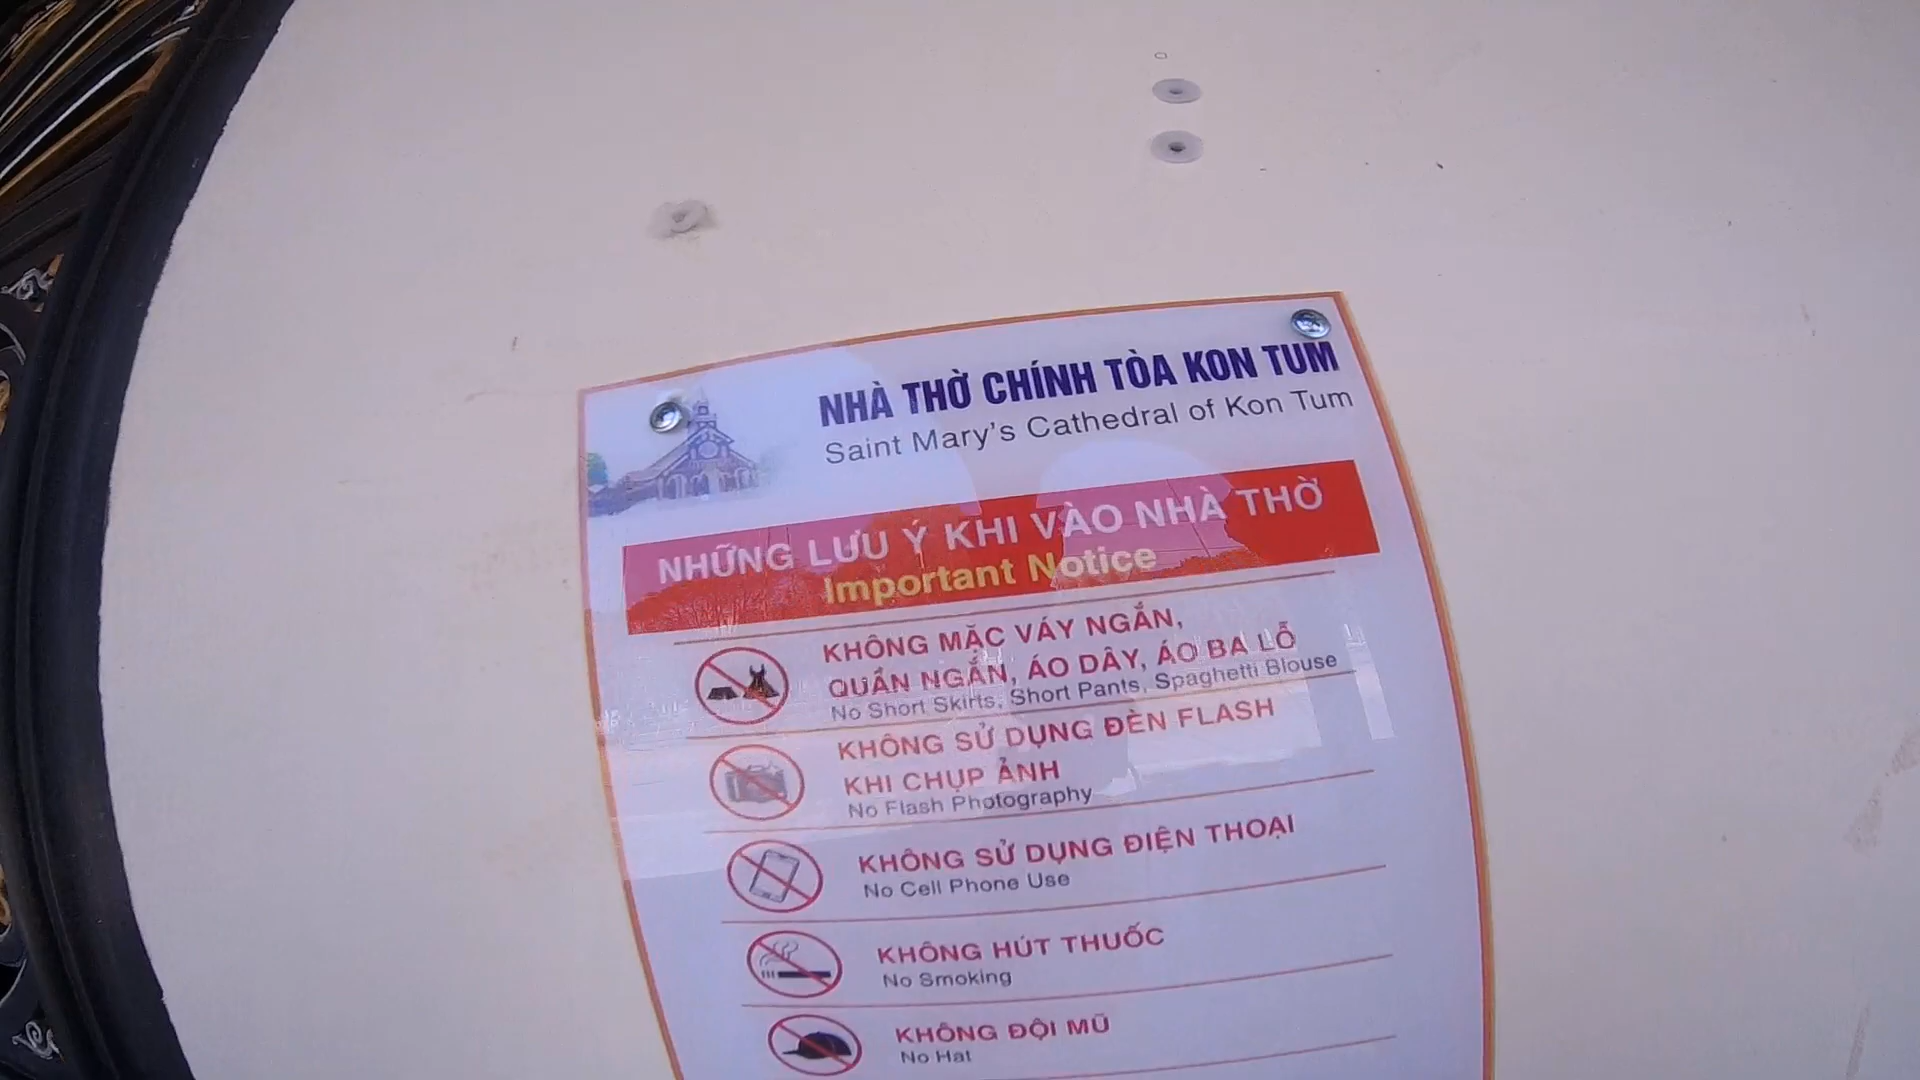 NHÀ THỜ CHÍNH TÒA KON TUM
Saint Mary's Cathedral of Kon Tum
NHỮNG LƯU Ý KHI VÀO NHÀ THỜ
Important Notice
KHÔNG MẶC VÁY NGẮN,
QUẦN NGẮN, ÁO DÂY, ÁO BA LỖ
No Short Skirts, Short Pants, Spaghetti Blouse
KHÔNG SỬ DỤNG ĐÈN FLASH
KHI CHỤP ẢNH
No Flash Photography
KHÔNG SỬ DỤNG ĐIỆN THOẠI
No Cell Phone Use
KHÔNG HÚT THUỐC
No Smoking
KHÔNG ĐỘI MŨ
No Hat